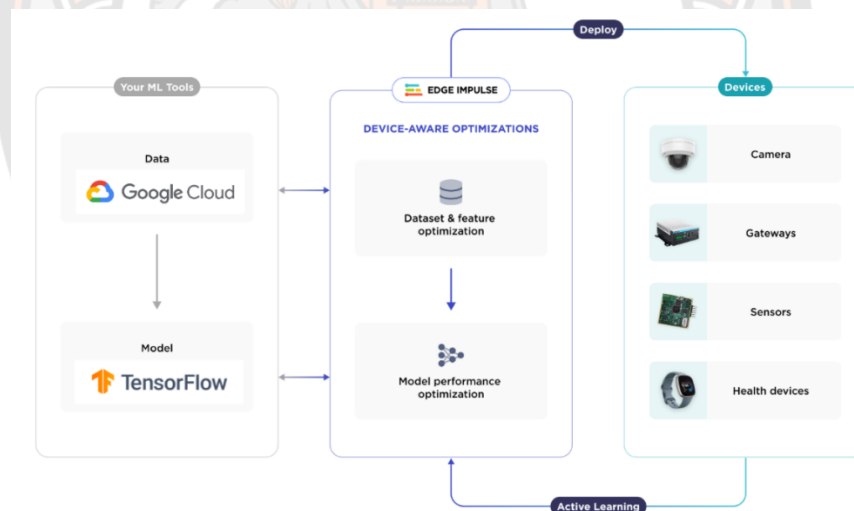 Deploy
Your ML Tools
EDGE IMPULSE
Devices
DEVICE-AWARE OPTIMIZATIONS
Data
Google Cloud
Model
TensorFlow
Dataset & feature
optimization
Model performance
optimization
Camera
Gateways
Sensors
Health devices
Active Learning